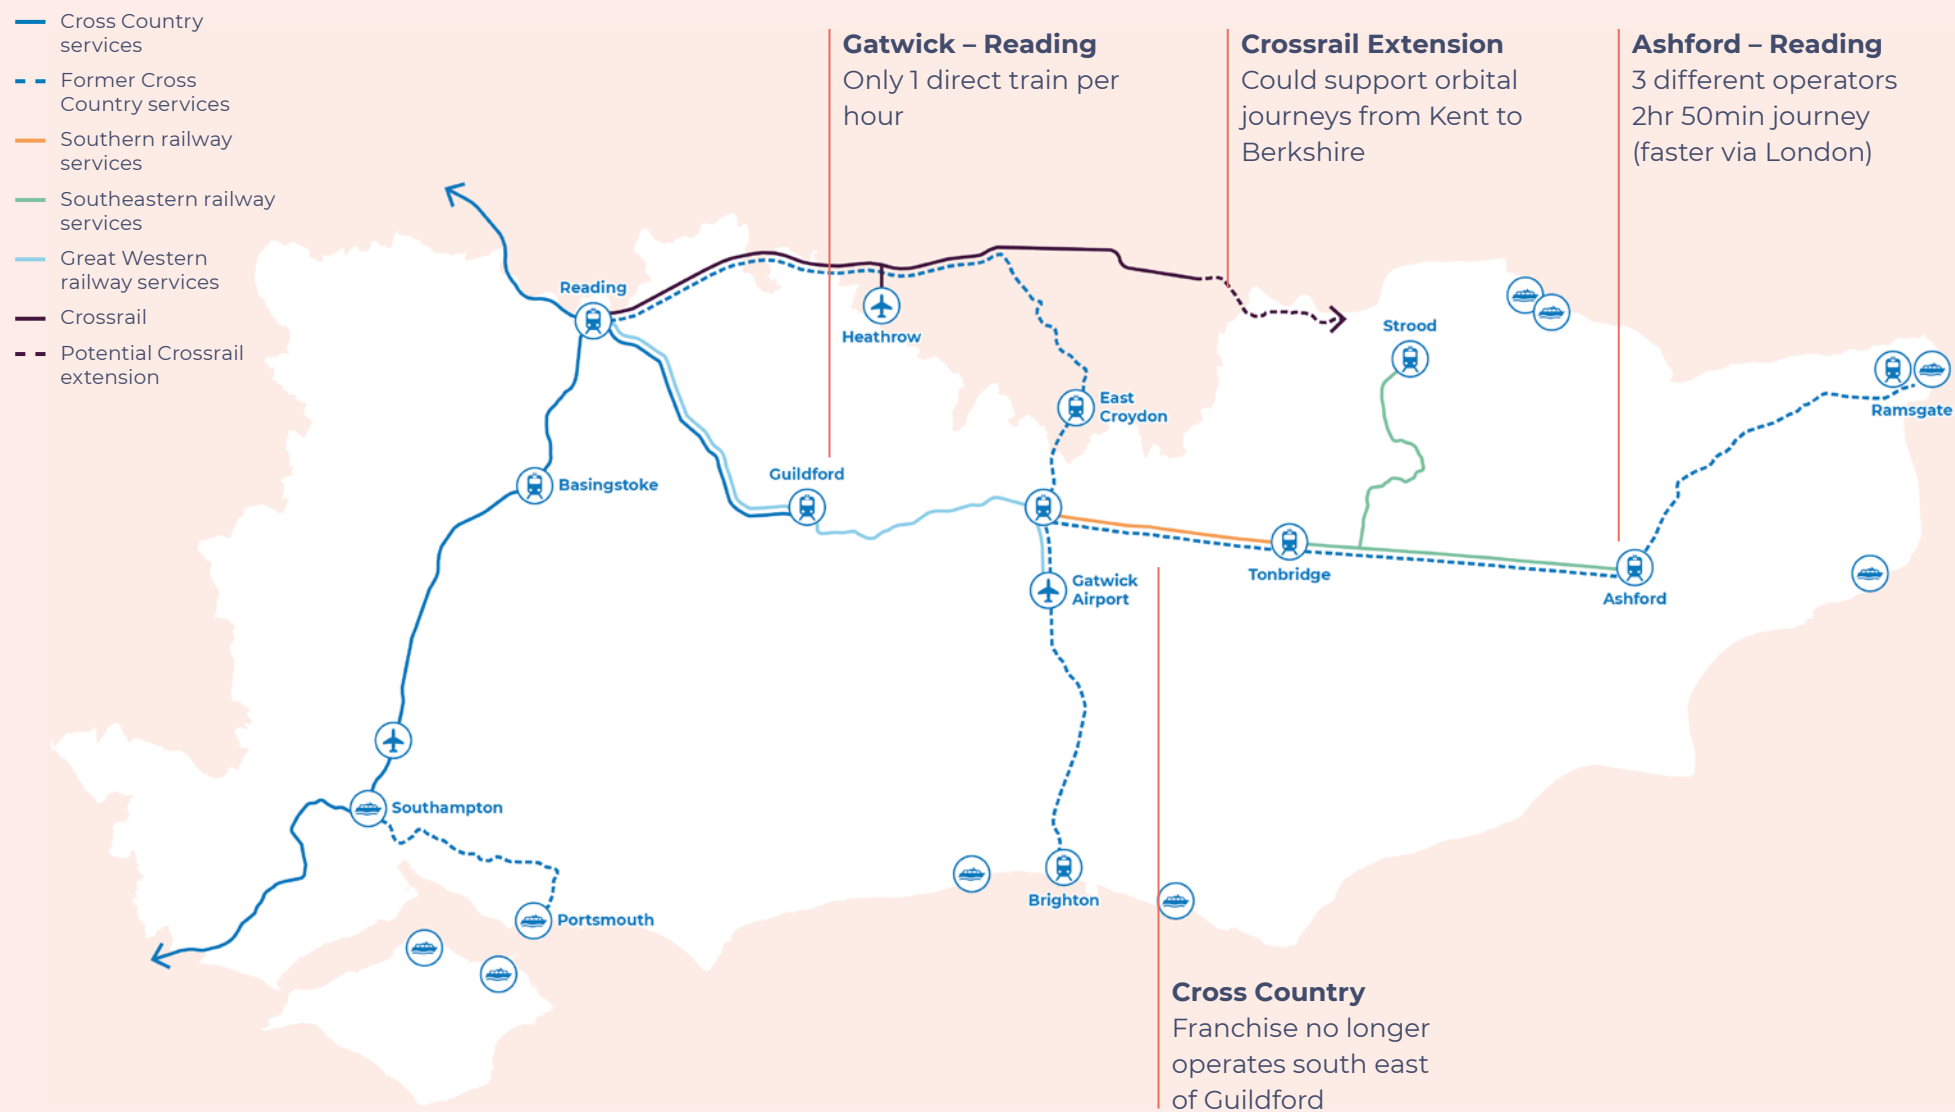 Cross Country
services
Former Cross
Country services
Southern railway
services
Southeastern railway
services
Great Western
railway services
Crossrail
Potential Crossrail
extension
Gatwick – Reading
Only 1 direct train per
hour
Crossrail Extension
Could support orbital
journeys from Kent to
Berkshire
Ashford – Reading
3 different operators
2hr 50min journey
(faster via London)
Reading
Heathrow
Strood
East
Croydon
Ramsgate
Guildford
Basingstoke
Tonbridge
Gatwick
Airport
Ashford
Southampton
Portsmouth
Brighton
Cross Country
Franchise no longer
operates south east
of Guildford